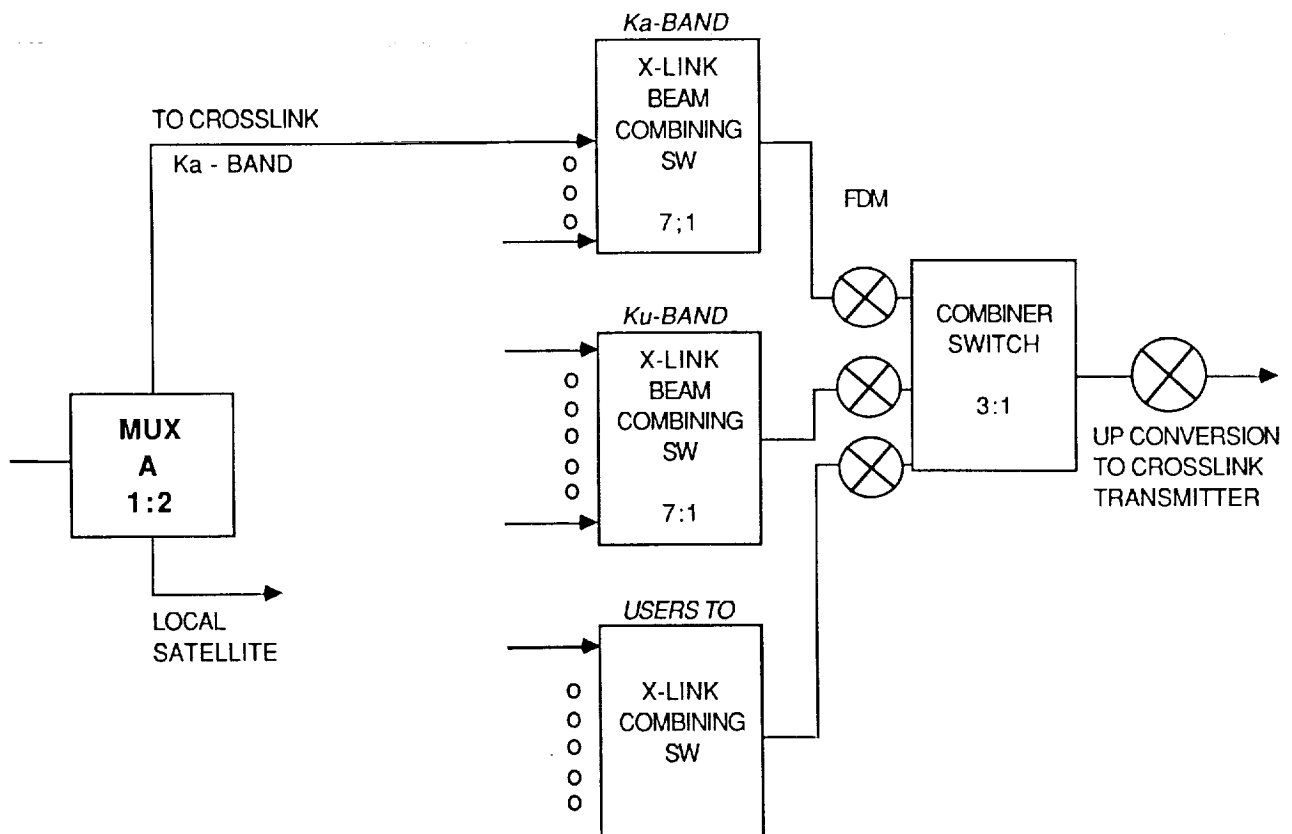 Ka-BAND
X-LINK
BEAM
COMBINING
SW
7;1
TO CROSSLINK
Ka - BAND
FDM
Ku-BAND
X-LINK
BEAM
COMBINING
SW
7:1
COMBINER
SWITCH
3:1
MUX
A
1:2
UP CONVERSION
TO CROSSLINK
TRANSMITTER
LOCAL
SATELLITE
USERS TO
X-LINK
COMBINING
SW